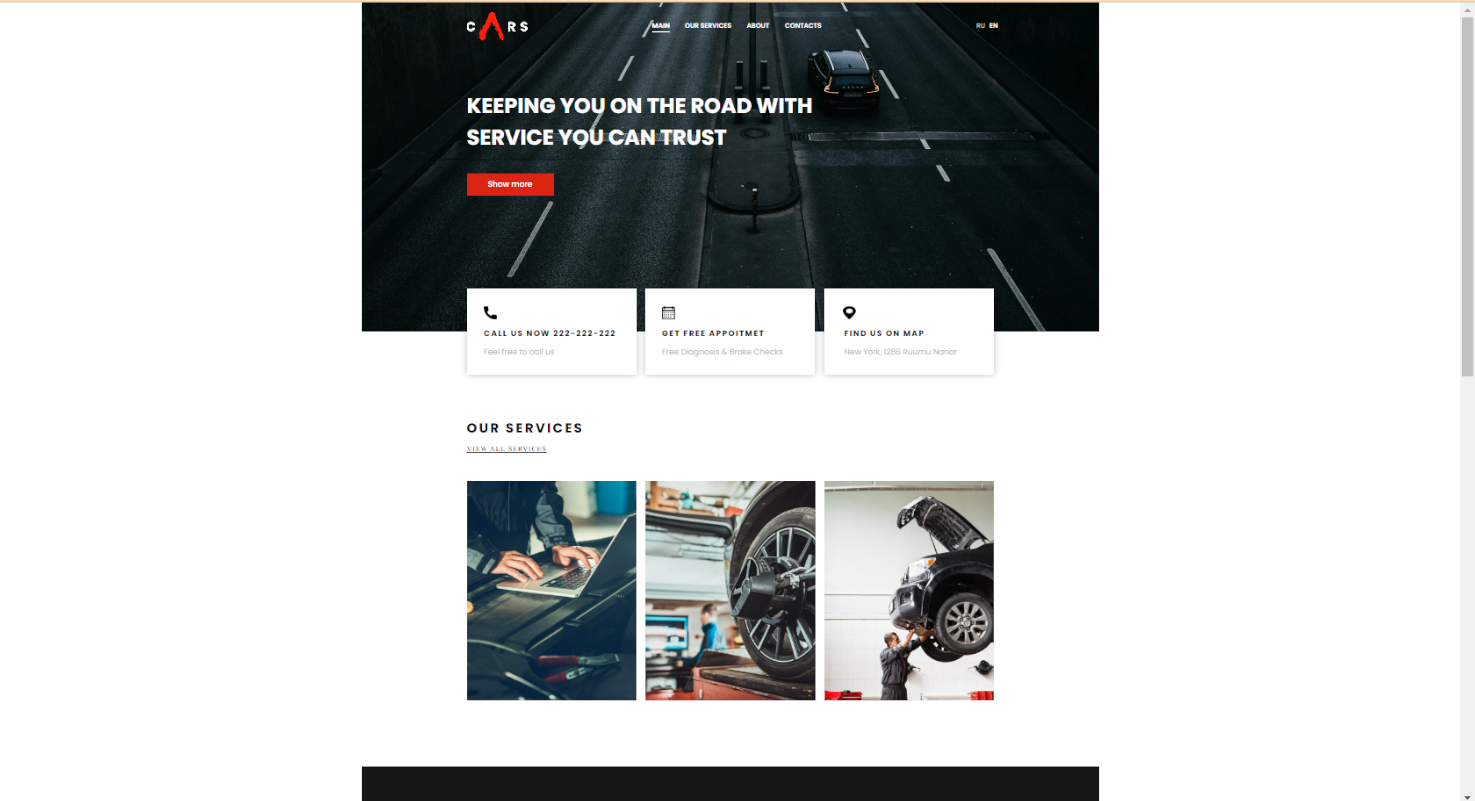 CARS
MAIN OUR SERVICES ABOUT CONTACTS
RU EN
KEEPING YOU ON THE ROAD WITH
SERVICE YOU CAN TRUST
Show more
CALL US NOW 222-222-222
Feel free to call us
GET FREE APPOITMET
Free Diagnosis & Brake Checks
FIND US ON MAP
New York, 1286 Ruumu Nanar
OUR SERVICES
VIEW ALL SERVICES